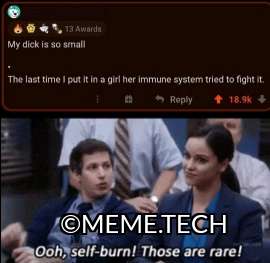 13 Awards
My dick is so small
.
The last time I put it in a girl her immune system tried to fight it.
Reply 18.9k
©MEME.TECH
Ooh, self-burn! Those are rare!